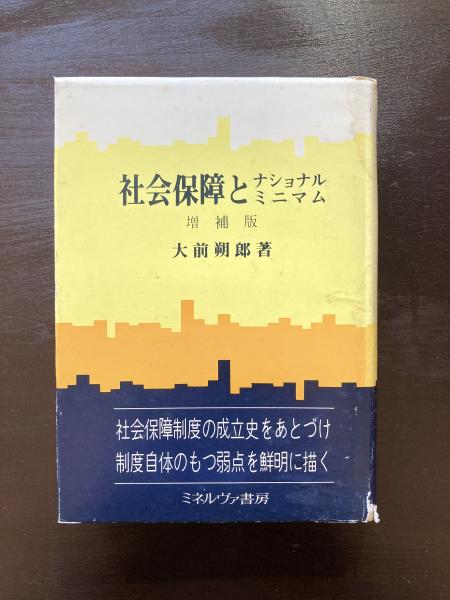 社会保障とナショナルミニマム
増補版
大前朔郎著
社会保障制度の成立史をあとづけ
制度自体のもつ弱点を鮮明に描く
ミネルヴァ書房